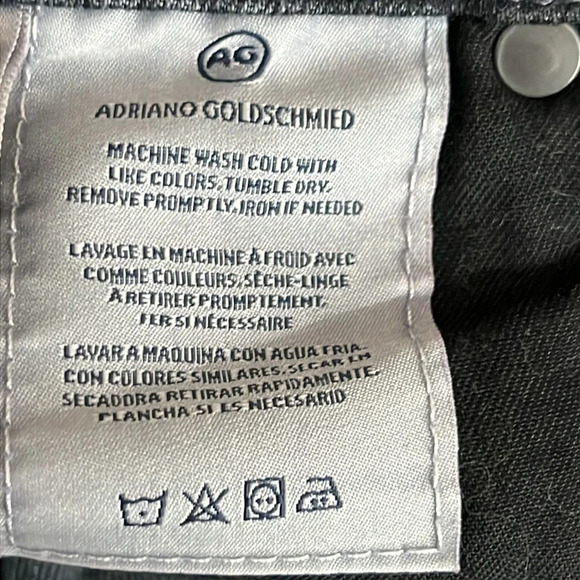 AG
ADRIANO GOLDSCHMIED
MACHINE WASH COLD WITH
LIKE COLORS, TUMBLE DRY.
REMOVE PROMPTLY, IRON IF NEEDED
LAVAGE EN MACHINE À FROID AVEC
COMME COULEURS, SÈCHE-LINGE
À RETIRER PROMPTEMENT,
FER SI NÉCESSAIRE
LAVAR A MAQUINA CON AGUA FRIA-
CON COLORES SIMILARES, SECAR EN
SECADORA RETIRAR RAPIDAMENTE,
PLANCHA SI ES NECESARIO